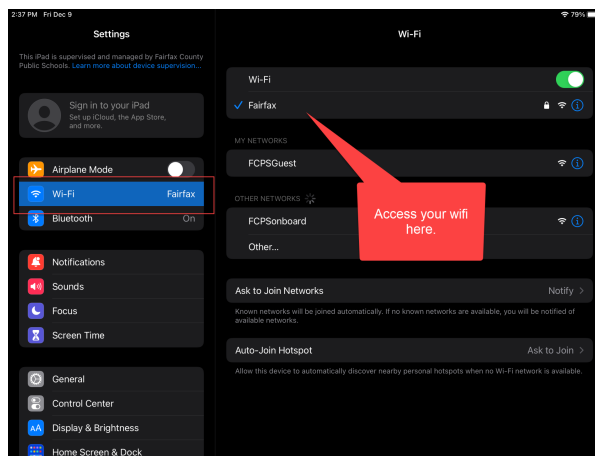 2:37 PM Fri Dec 9
79%
Settings
This iPad is supervised and managed by Fairfax County
Public Schools. Learn more about device supervision...
Sign in to your iPad
Set up iCloud, the App Store,
and more.
Airplane Mode
Wi-Fi Fairfax
Bluetooth On
Notifications
Sounds
Focus
Screen Time
General
Control Center
AA Display & Brightness
Home Screen & Dock
Wi-Fi
Wi-Fi
Fairfax
MY NETWORKS
FCPSGuest
OTHER NETWORKS
FCPSonboard
Other...
Access your wifi
here.
Ask to Join Networks Notify
Known networks will be joined automatically. If no known networks are available, you will be notified of
available networks.
Auto-Join Hotspot Ask to Join
Allow this device to automatically discover nearby personal hotspots when no Wi-Fi network is available.